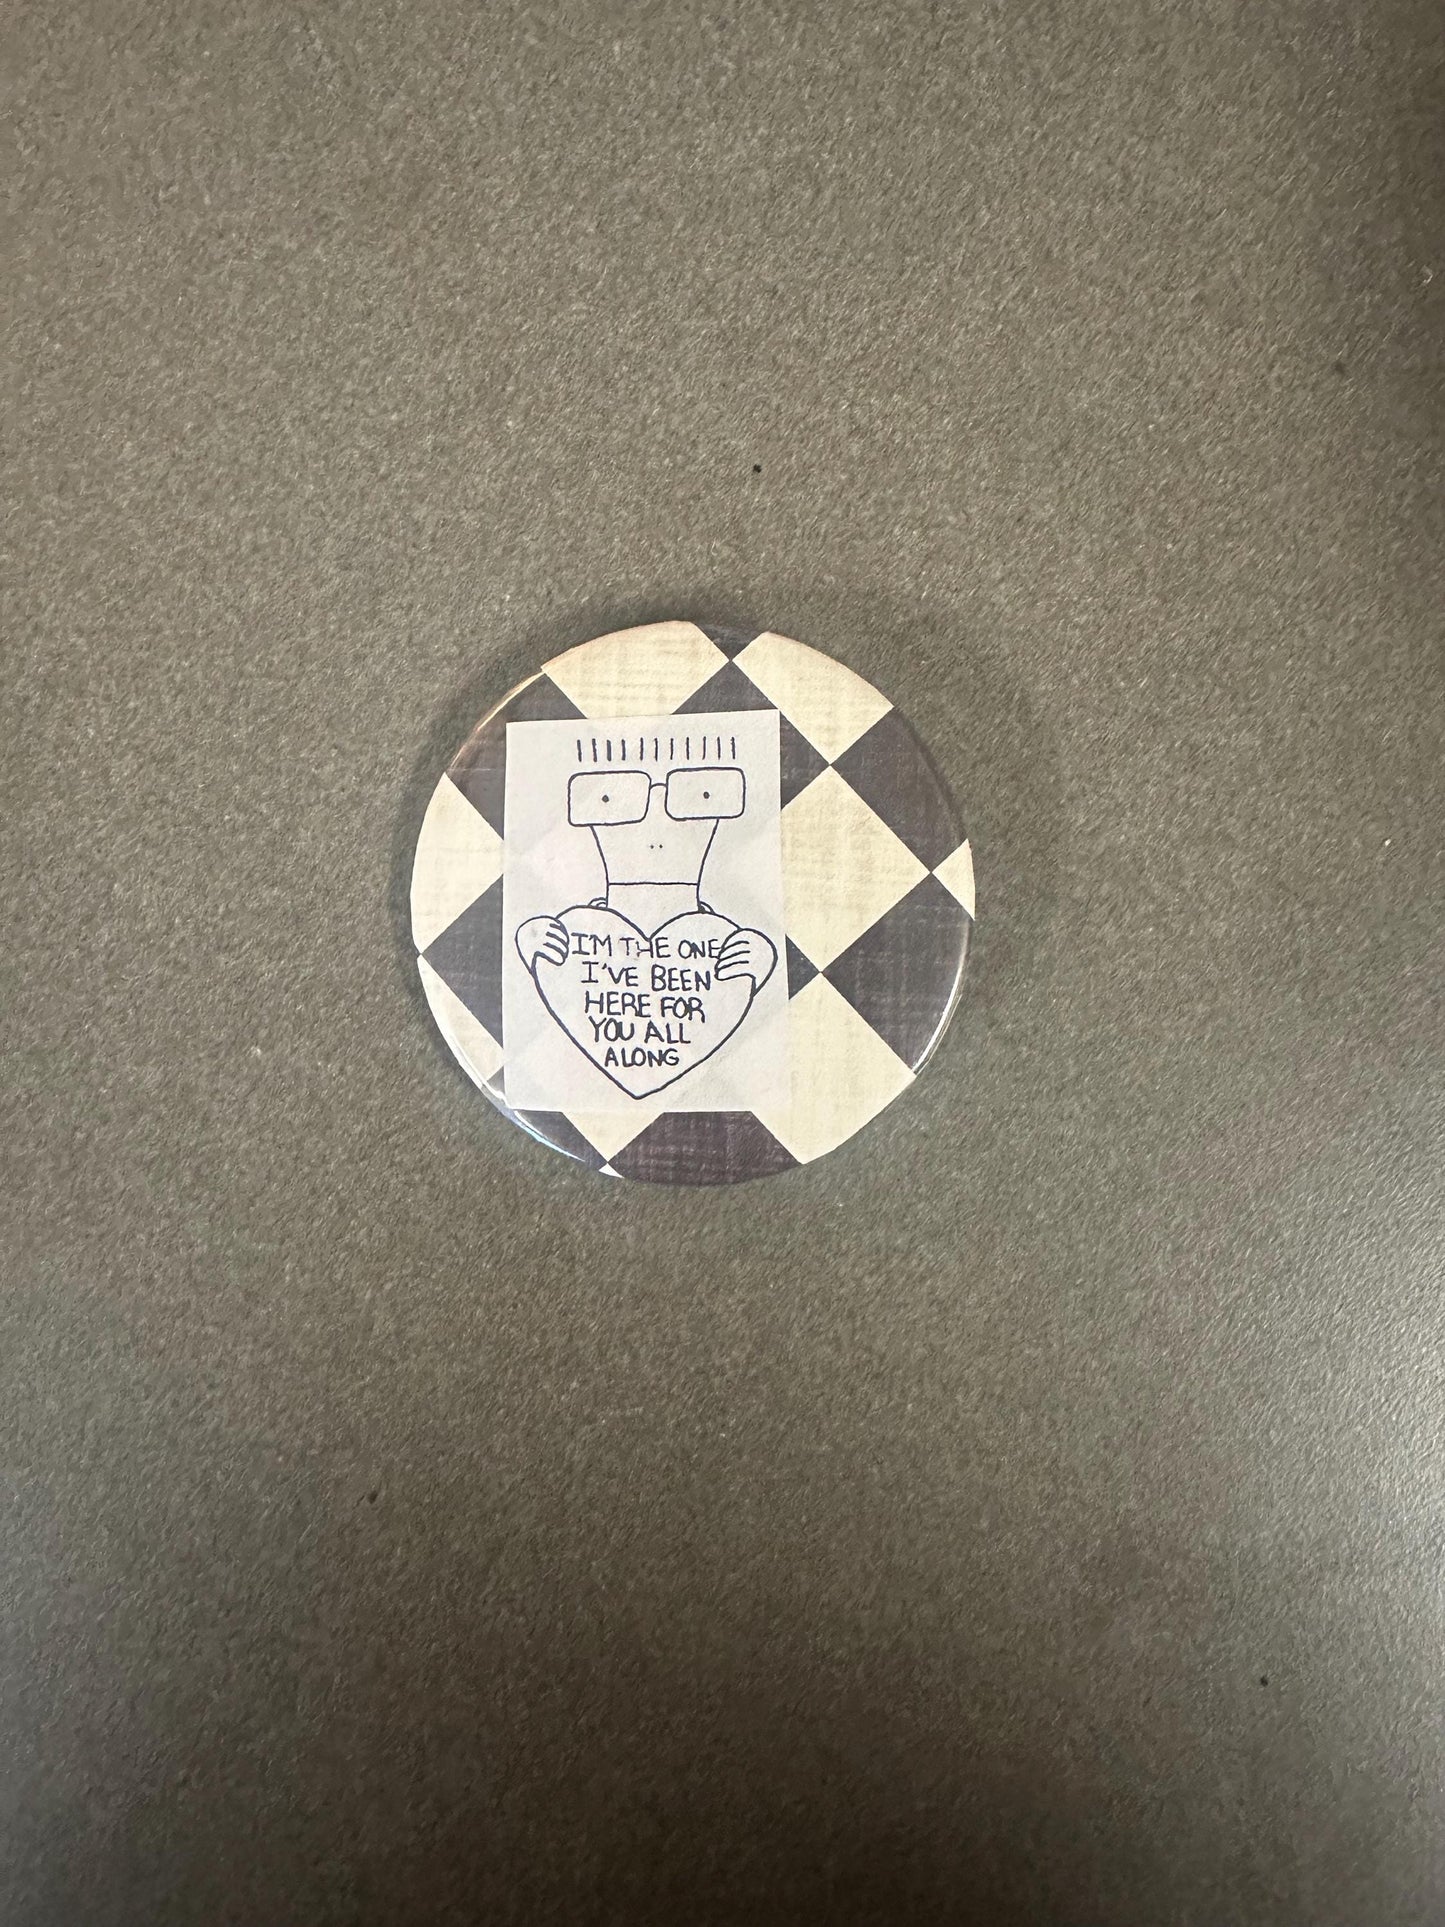 I'M THE ONE
I'VE BEEN
HERE FOR
YOU ALL
ALONG